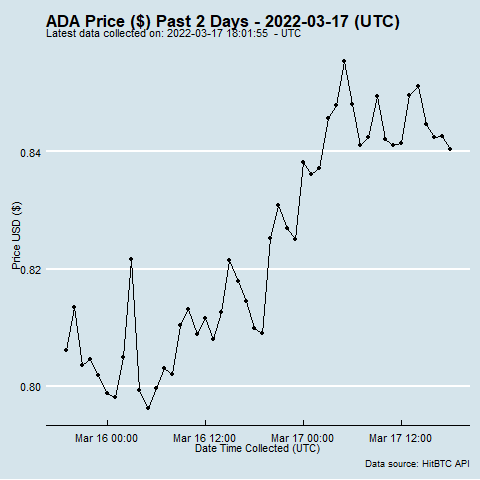 ADA Price ($) Past 2 Days - 2022-03-17 (UTC)
Latest data collected on: 2022-03-17 18:01:55 - UTC
0.84
0.82
0.80
Price USD ($)
Mar 16 00:00 Mar 16 12:00 Mar 17 00:00 Mar 17 12:00
Date Time Collected (UTC)
Data source: HitBTC API